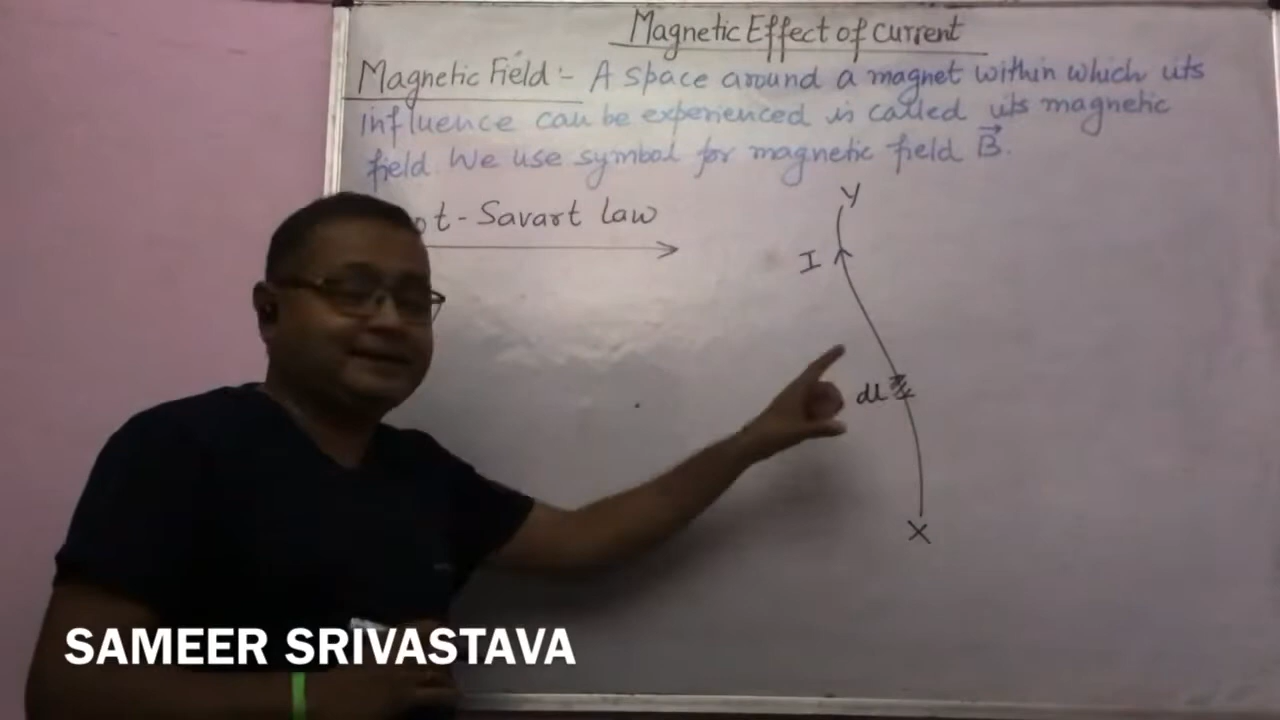 Magnetic Effect of Current
Magnetic Field :- A space around a magnet within which its
influence can be experienced is called its magnetic
field. We use symbol for magnetic field B⃗.
ot - Savart law
Y
I
dl
X
SAMEER SRIVASTAVA